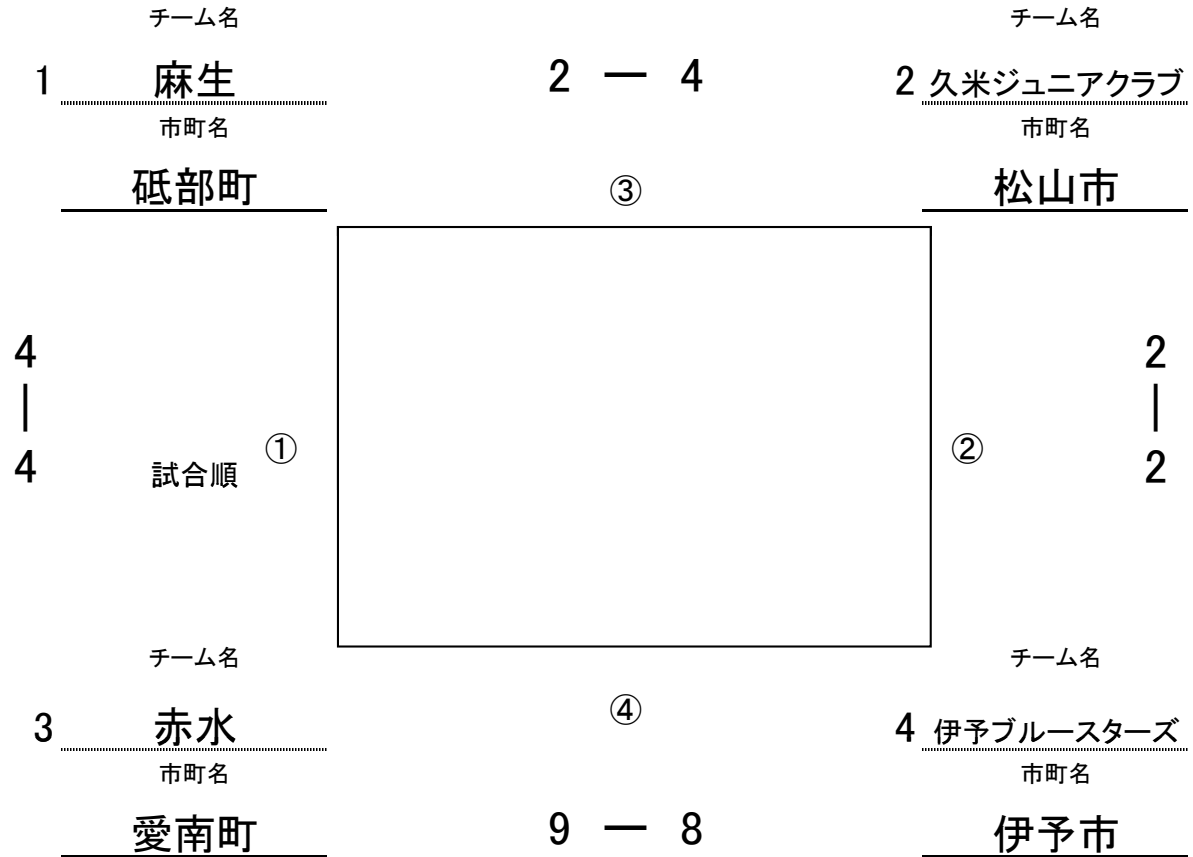 チーム名 チーム名
1 麻生 2 ー 4 2 久米ジュニアクラブ
市町名 市町名
砥部町 ③ 松山市
4 2
| |
4 試合順 ① ② 2
チーム名 チーム名
3 赤水 ④ 4 伊予ブルースターズ
市町名 市町名
愛南町 9 ー 8 伊予市